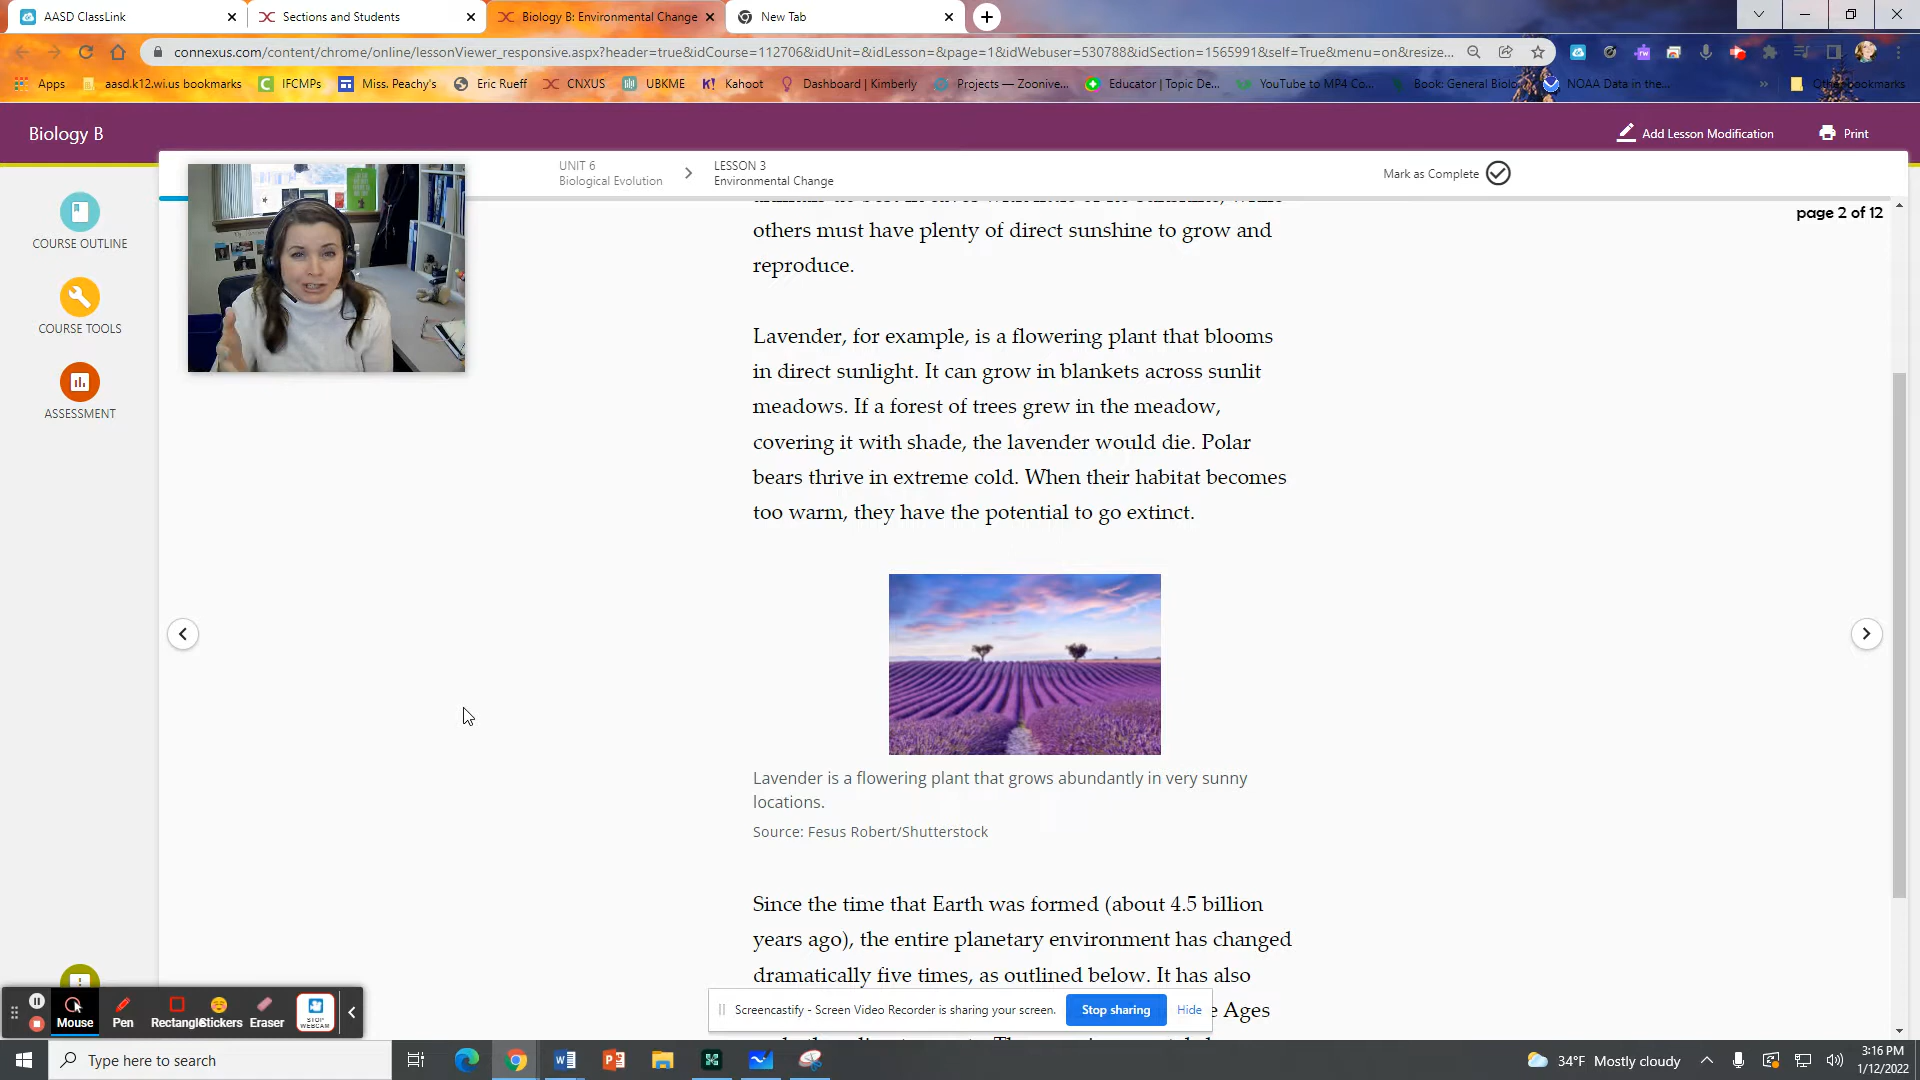 AASD ClassLink
Sections and Students
Biology B: Environmental Change
New Tab
connexus.com/content/chrome/online/lessonViewer_responsive.aspx?header=true&idCourse=112706&idUnit=&idLesson=&page=1&idWebuser=530788&idSection=1565991&self=True&menu=on&resize...
Apps
aasd.k12.wi.us bookmarks
IFCMPs
Miss. Peachy's
Eric Rueff
CNXUS
UBKME
Kahoot
Dashboard | Kimberly
Projects — Zoonive...
Educator | Topic De...
YouTube to MP4 Co...
Book: General Biolo
NOAA Data in the...
Other bookmarks
Biology B
Add Lesson Modification
Print
UNIT 6
Biological Evolution
LESSON 3
Environmental Change
Mark as Complete
page 2 of 12
COURSE OUTLINE
COURSE TOOLS
ASSESSMENT
others must have plenty of direct sunshine to grow and
reproduce.
Lavender, for example, is a flowering plant that blooms
in direct sunlight. It can grow in blankets across sunlit
meadows. If a forest of trees grew in the meadow,
covering it with shade, the lavender would die. Polar
bears thrive in extreme cold. When their habitat becomes
too warm, they have the potential to go extinct.
Lavender is a flowering plant that grows abundantly in very sunny
locations.
Source: Fesus Robert/Shutterstock
Since the time that Earth was formed (about 4.5 billion
years ago), the entire planetary environment has changed
dramatically five times, as outlined below. It has also
Ages
Mouse
Pen
Rectangle
Stickers
Eraser
STOP WEBCAM
Screencastify - Screen Video Recorder is sharing your screen.
Stop sharing
Hide
Type here to search
34°F Mostly cloudy
3:16 PM
1/12/2022